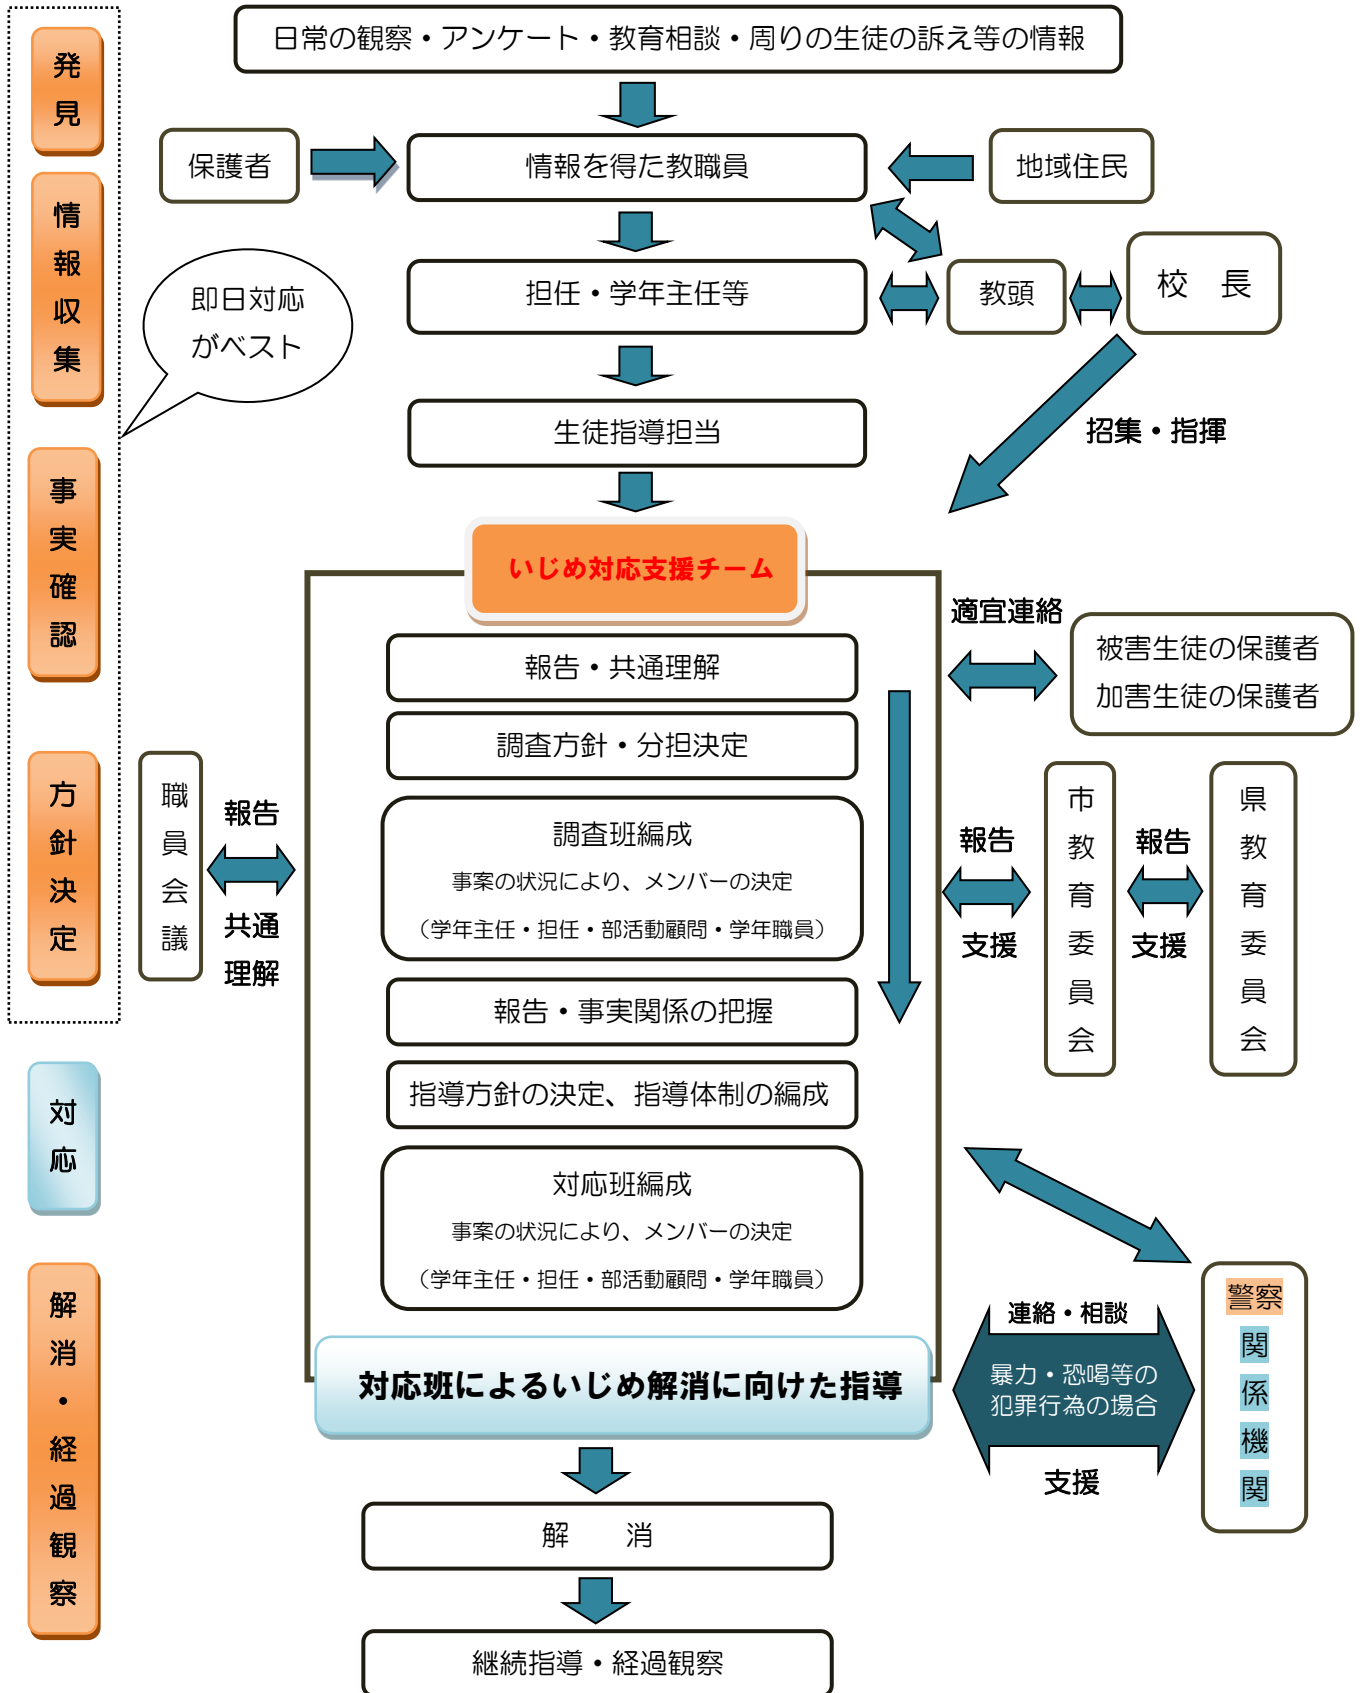 日常の観察・アンケート・教育相談・周りの生徒の訴え等の情報
発見
情報収集
事実確認
方針決定
対応
解消・経過観察
即日対応
がベスト
保護者
情報を得た教職員
地域住民
担任・学年主任等
教頭
校　長
生徒指導担当
招集・指揮
いじめ対応支援チーム
適宜連絡
被害生徒の保護者
加害生徒の保護者
報告・共通理解
調査方針・分担決定
調査班編成
事案の状況により、メンバーの決定
（学年主任・担任・部活動顧問・学年職員）
報告・事実関係の把握
指導方針の決定、指導体制の編成
対応班編成
事案の状況により、メンバーの決定
（学年主任・担任・部活動顧問・学年職員）
職員会議
報告
共通
理解
報告
支援
市教育委員会
報告
支援
県教育委員会
対応班によるいじめ解消に向けた指導
連絡・相談
暴力・恐喝等の
犯罪行為の場合
支援
警察
関係機関
解　　消
継続指導・経過観察